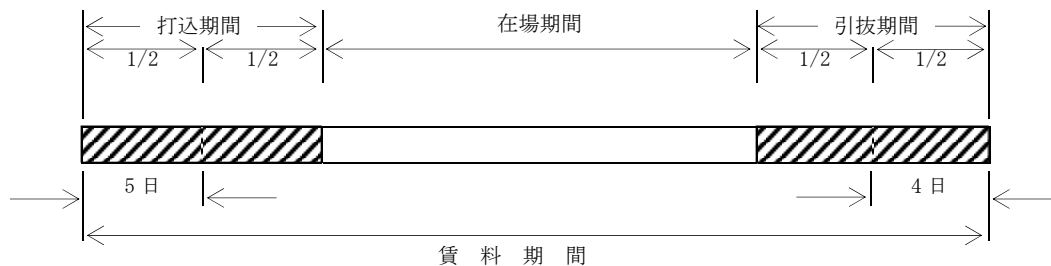 打込期間 在場期間 引抜期間
1/2 1/2 1/2 1/2
5 日 4 日
賃 料 期 間